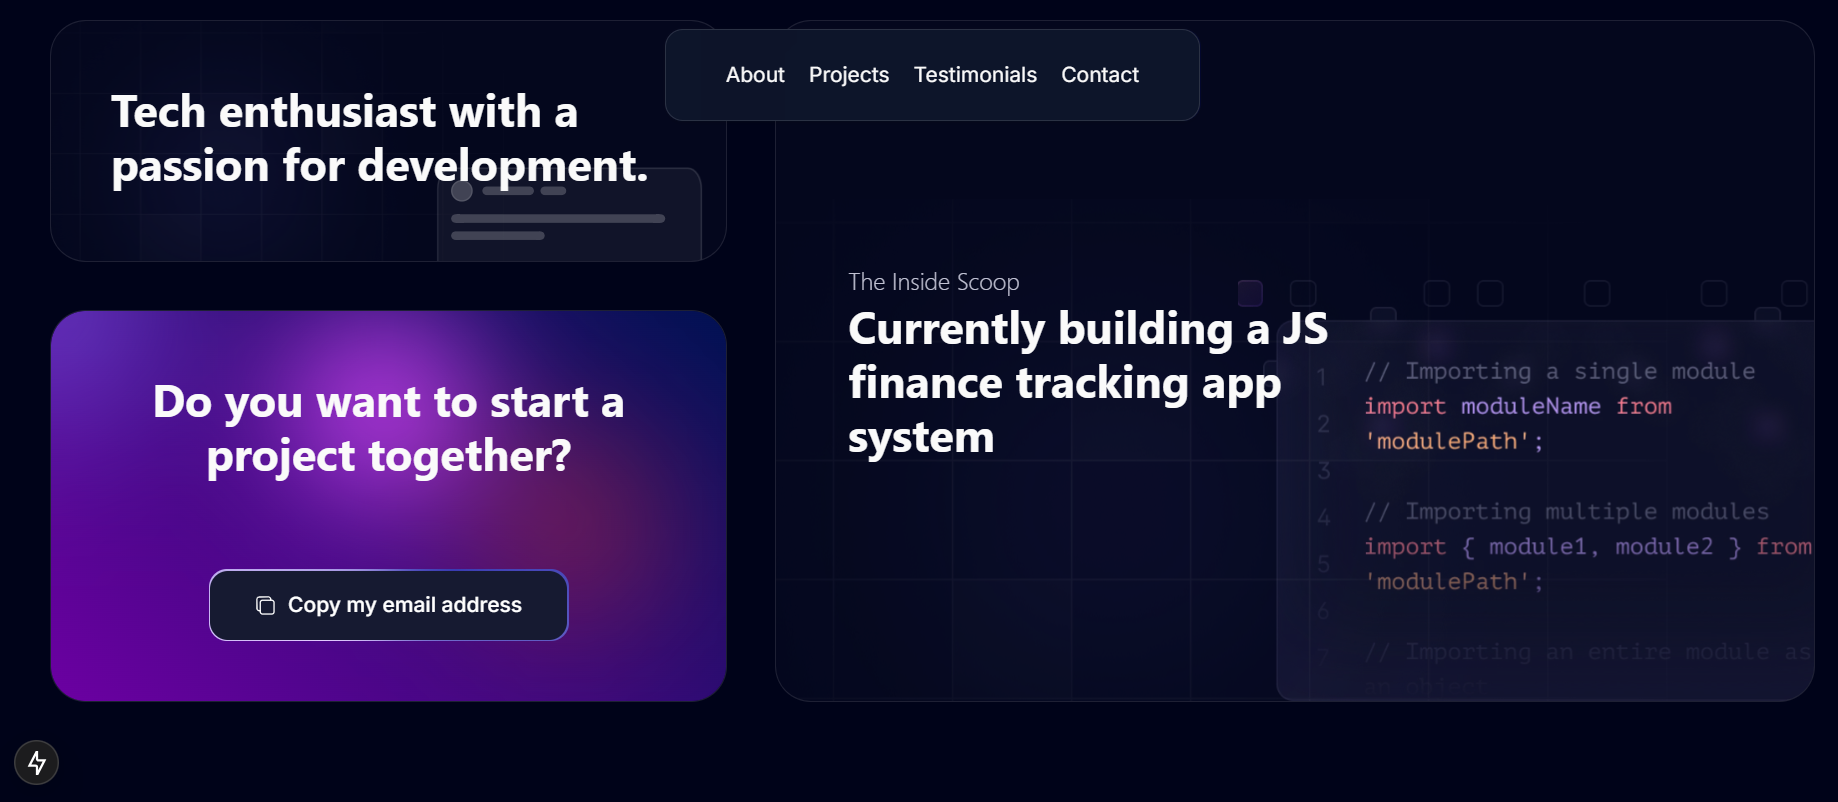 About Projects Testimonials Contact
Tech enthusiast with a
passion for development.
Do you want to start a
project together?
Copy my email address
The Inside Scoop
Currently building a JS
finance tracking app
system
1 // Importing a single module
import moduleName from
2 'modulePath';
3
4 // Importing multiple modules
import { module1, module2 } from
5 'modulePath';
6
7 // Importing an entire module as
an object